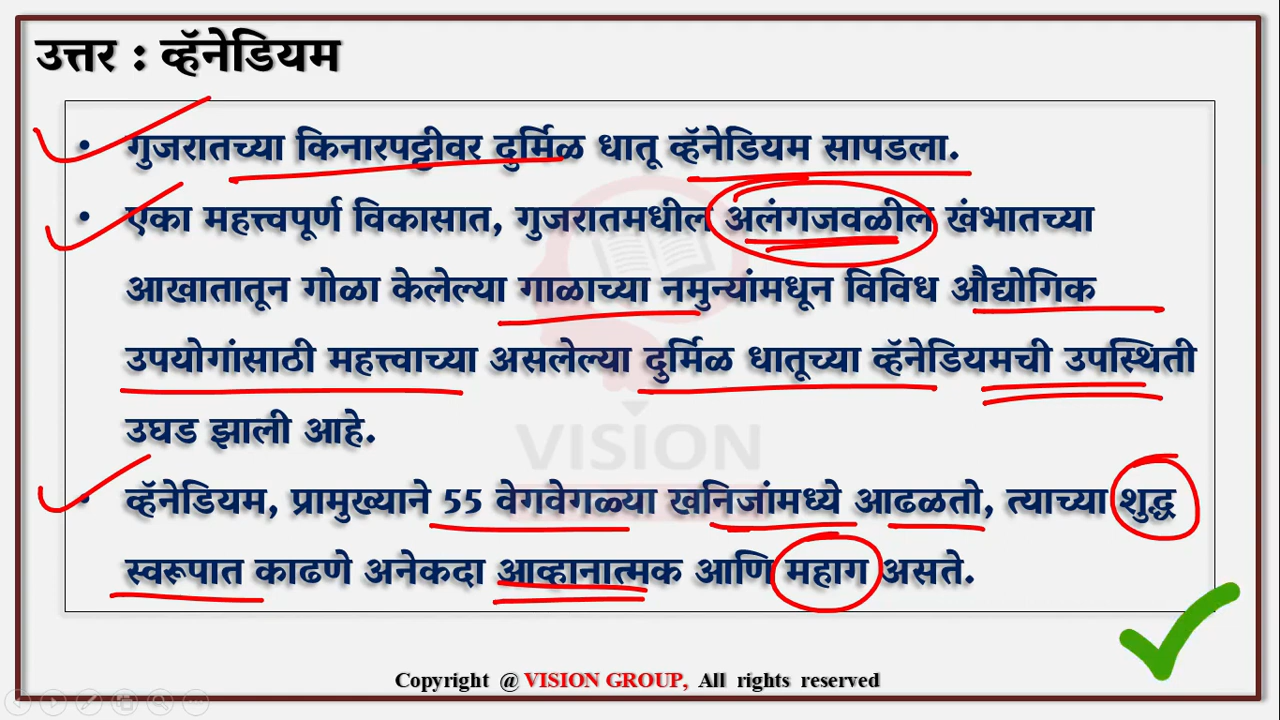 उत्तर : व्हॅनेडियम
• गुजरातच्या किनारपट्टीवर दुर्मिळ धातू व्हॅनेडियम सापडला.
• एका महत्त्वपूर्ण विकासात, गुजरातमधील अलंगजवळील खंभातच्या
आखातातून गोळा केलेल्या गाळाच्या नमुन्यांमधून विविध औद्योगिक
उपयोगांसाठी महत्त्वाच्या असलेल्या दुर्मिळ धातूच्या व्हॅनेडियमची उपस्थिती
उघड झाली आहे.
• व्हॅनेडियम, प्रामुख्याने 55 वेगवेगळ्या खनिजांमध्ये आढळतो, त्याच्या शुद्ध
स्वरूपात काढणे अनेकदा आव्हानात्मक आणि महाग असते.
VISION
Copyright @ VISION GROUP, All rights reserved